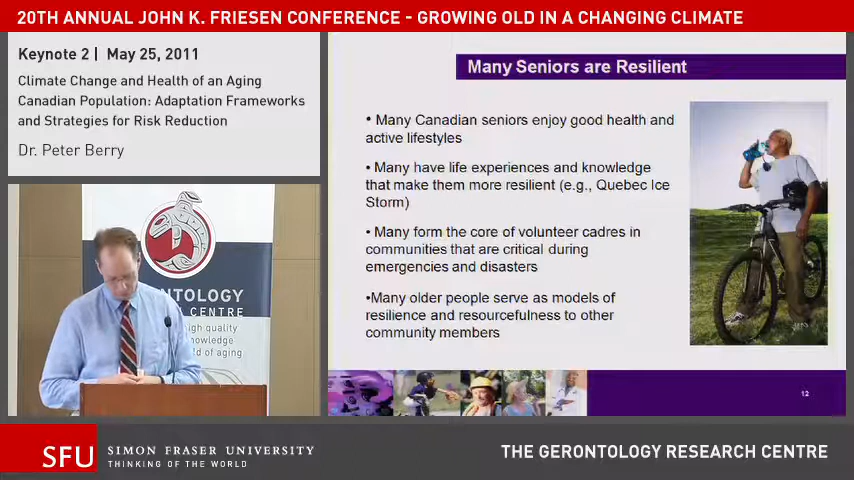 20TH ANNUAL JOHN K. FRIESEN CONFERENCE - GROWING OLD IN A CHANGING CLIMATE
Keynote 2 | May 25, 2011
Climate Change and Health of an Aging
Canadian Population: Adaptation Frameworks
and Strategies for Risk Reduction
Dr. Peter Berry
Many Seniors are Resilient
• Many Canadian seniors enjoy good health and
active lifestyles
• Many have life experiences and knowledge
that make them more resilient (e.g., Quebec Ice
Storm)
• Many form the core of volunteer cadres in
communities that are critical during
emergencies and disasters
•Many older people serve as models of
resilience and resourcefulness to other
community members
12
NTOLOGY
CENTRE
igh quality
nowledge
ld of aging
SFU
SIMON FRASER UNIVERSITY
THINKING OF THE WORLD
THE GERONTOLOGY RESEARCH CENTRE